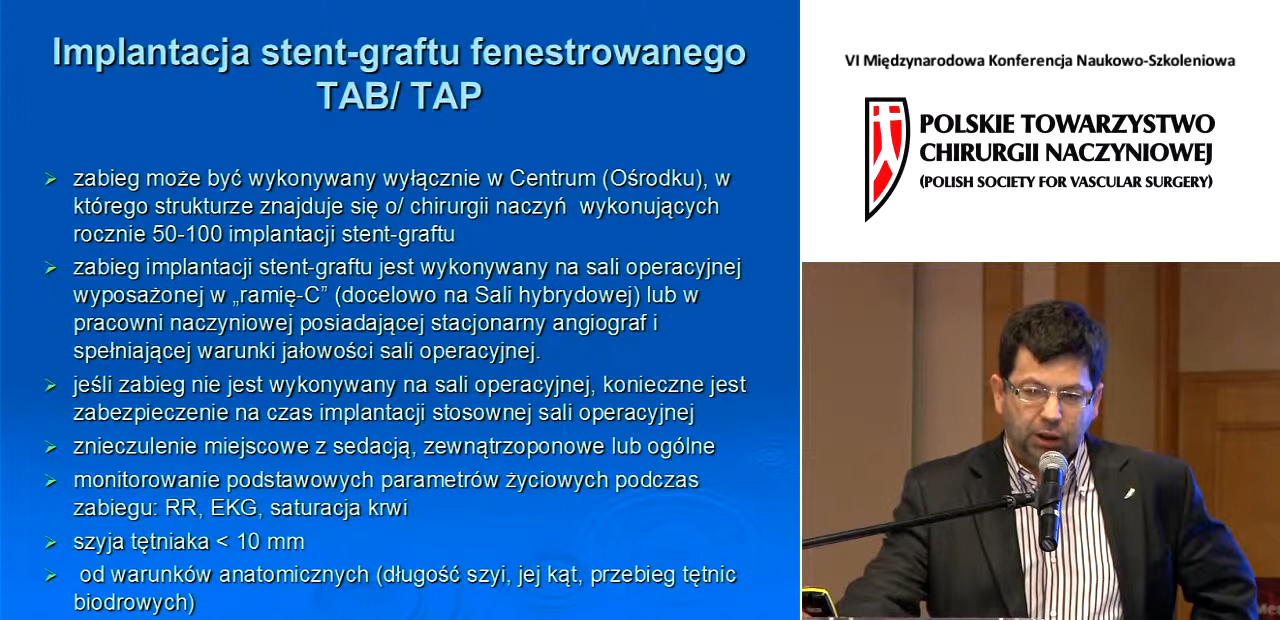 Implantacja stent-graftu fenestrowanego
TAB/ TAP
zabieg może być wykonywany wyłącznie w Centrum (Ośrodku), w
którego strukturze znajduje się o/ chirurgii naczyń wykonujących
rocznie 50-100 implantacji stent-graftu
zabieg implantacji stent-graftu jest wykonywany na sali operacyjnej
wyposażonej w „ramię-C” (docelowo na Sali hybrydowej) lub w
pracowni naczyniowej posiadającej stacjonarny angiograf i
spełniającej warunki jałowości sali operacyjnej.
jeśli zabieg nie jest wykonywany na sali operacyjnej, konieczne jest
zabezpieczenie na czas implantacji stosownej sali operacyjnej
znieczulenie miejscowe z sedacją, zewnątrzoponowe lub ogólne
monitorowanie podstawowych parametrów życiowych podczas
zabiegu: RR, EKG, saturacja krwi
szyja tętniaka < 10 mm
od warunków anatomicznych (długość szyi, jej kąt, przebieg tętnic
biodrowych)
VI Międzynarodowa Konferencja Naukowo-Szkoleniowa
POLSKIE TOWARZYSTWO
CHIRURGII NACZYNIOWEJ
(POLISH SOCIETY FOR VASCULAR SURGERY)